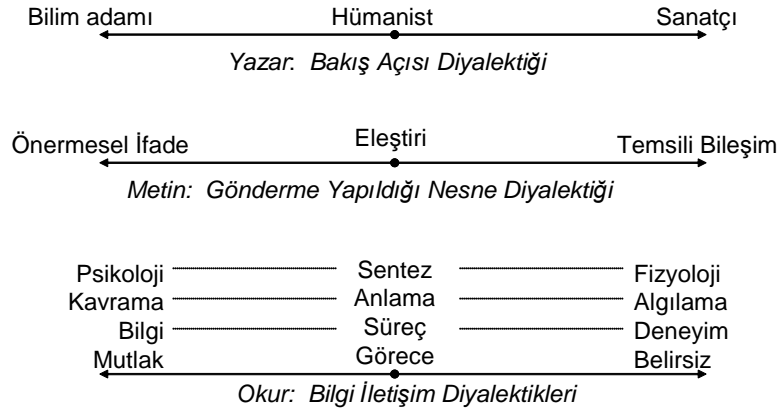 Bilim adamı Hümanist Sanatçı
Yazar: Bakış Açısı Diyalektiği
Önermesel İfade Eleştiri Temsili Bileşim
Metin: Gönderme Yapıldığı Nesne Diyalektiği
Psikoloji Sentez Fizyoloji
Kavrama Anlama Algılama
Bilgi Süreç Deneyim
Mutlak Görece Belirsiz
Okur: Bilgi İletişim Diyalektikleri